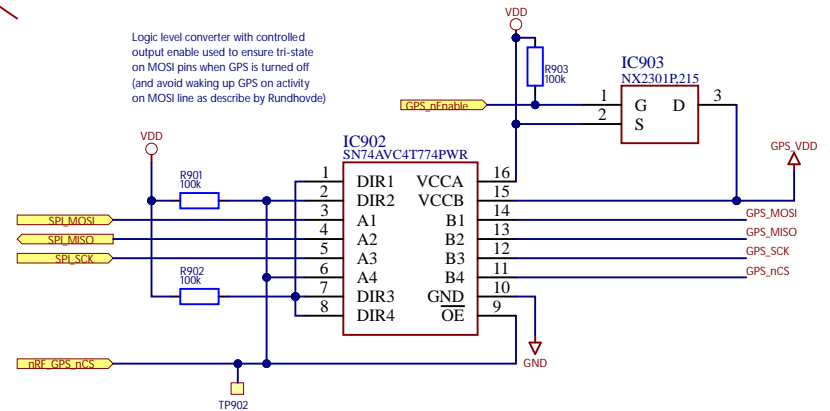 Logic level converter with controlled
output enable used to ensure tri-state
on MOSI pins when GPS is turned off
(and avoid waking up GPS on activity
on MOSI line as describe by Rundhovde)
VDD
R903
100k
IC903
NX2301P,215
GPS_nEnable
1 G D 3
2 S
VDD
IC902
SN74AVC4T774PWR
GPS_VDD
R901
100k
1 DIR1 VCCA 16
2 DIR2 VCCB 15
SPI_MOSI 3 A1 B1 14 GPS_MOSI
SPI_MISO 4 A2 B2 13 GPS_MISO
SPI_SCK 5 A3 B3 12 GPS_SCK
6 A4 B4 11 GPS_nCS
R902
100k
7 DIR3 GND 10
8 DIR4 OE 9
nRF_GPS_nCS
GND
TP902